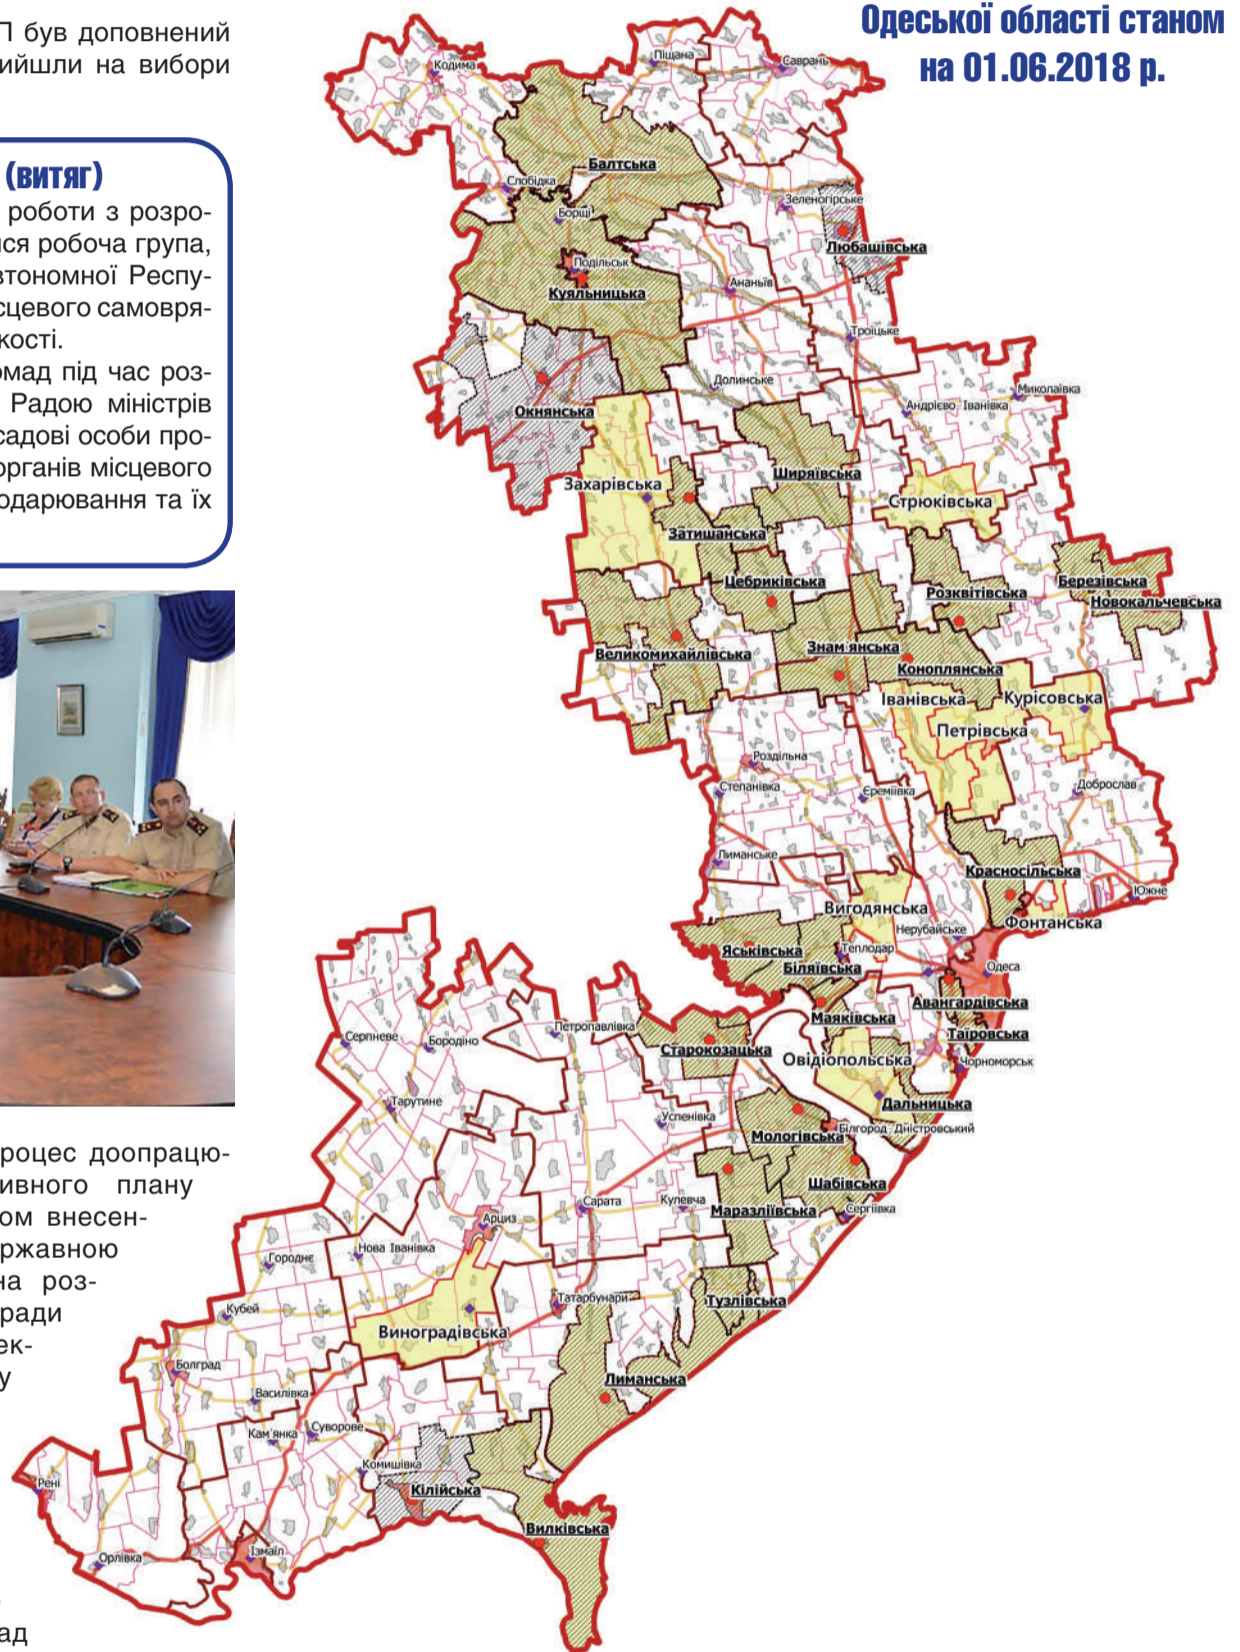 П був доповнений
ийшли на вибори
(витяг)
роботи з розро-
ися робоча група,
втономної Респу-
сцевого самовря-
кості.
омад під час роз-
Радою міністрів
садові особи про-
органів місцевого
одарювання та їх
роцес доопрацю-
ивного плану
ом внесен-
ржавною
на роз-
ради
ек-
у
ад
Одеської області станом
на 01.06.2018 р.
Кодима
Піщана
Саврань
Балтська
Слобідка
Борщі
Зеленогірське
Любашівська
Подільськ
Куяльницька
Ананьїв
Троїцьке
Долинське
Окнянська
Миколаївка
Андрієво-Іванівка
Ширяївська
Захарівська
Стрюківська
Затишанська
Цебриківська
Розквітівська
Березівська
Новокальчевська
Великомихайлівська
Знам'янська
Коноплянська
Іванівська
Курісовська
Петрівська
Роздільна
Степанівка
Єреміївка
Доброслав
Лиманське
Красносільська
Южне
Вигодянська
Фонтанська
Нерубайське
Яськівська
Теплодар
Біляївська
Одеса
Авангардівська
Маяківська
Таїровська
Петропавлівка
Серпневе
Бородіно
Старокозацька
Овідіопольська
Чорноморськ
Тарутине
Дальницька
Успенівка
Мологівська
Білгород-Дністровський
Шабівська
Сарата
Кулевча
Маразліївська
Сергіївка
Арциз
Нова Іванівка
Городнє
Татарбунари
Тузлівська
Кубей
Виноградівська
Болград
Лиманська
Василівка
Кам'янка
Суворове
Комишівка
Рені
Кілійська
Вилківська
Ізмаїл
Орлівка